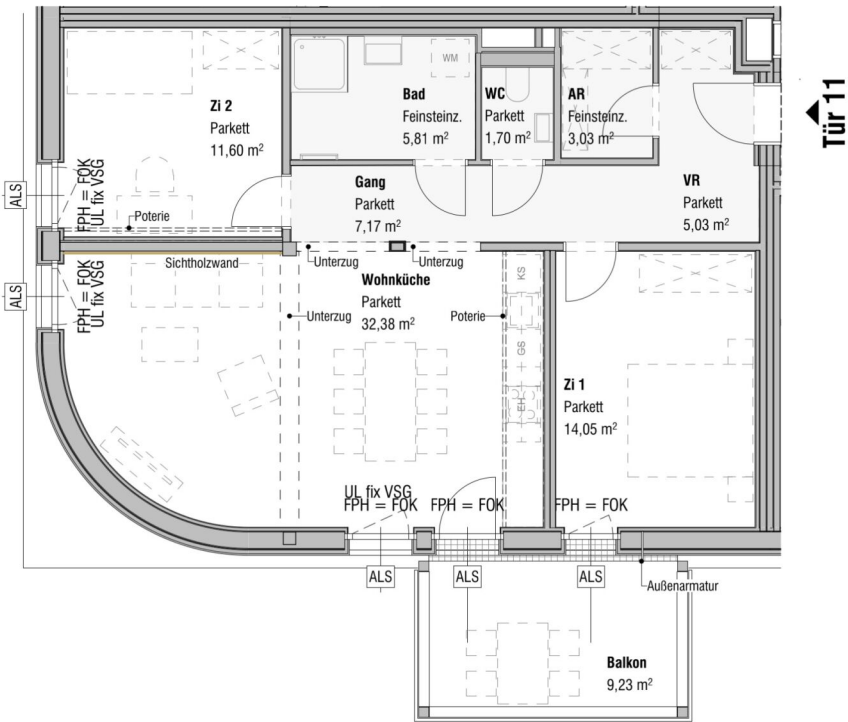 Tür 11
Zi 2
Parkett
11,60 m²
Bad
Feinsteinz.
5,81 m²
WM
WC
Parkett
1,70 m²
AR
Feinsteinz.
3,03 m²
Gang
Parkett
7,17 m²
VR
Parkett
5,03 m²
ALS
FPH = FOK
UL fix VSG
Poterie
Sichtholzwand
ALS
FPH = FOK
UL fix VSG
Unterzug
Unterzug
Wohnküche
Parkett
32,38 m²
Unterzug
Poterie
KS
GS
EH
Zi 1
Parkett
14,05 m²
UL fix VSG
FPH = FOK
FPH = FOK
FPH = FOK
ALS
ALS
ALS
Außenarmatur
Balkon
9,23 m²